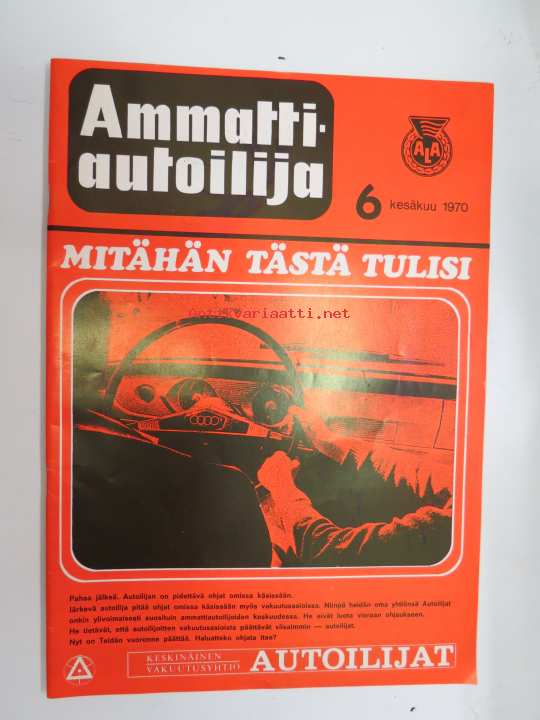 Ammatti-
autoilija
ALA
6 kesäkuu 1970
MITÄHÄN TÄSTÄ TULISI
Antikvariaatti.net
Pahaa jälkeä. Autoilijan on pidettävä ohjat omissa käsissään.
Järkevä autoilija pitää ohjat omissa käsissään myös vakuutusasioissa. Niinpä heidän oma yhtiönsä Autoilijat
onkin ylivoimaisesti suosituin ammattiautoilijoiden keskuudessa. He eivät luota vieraan ohjaukseen.
He tietävät, että autoilijoitten vakuutusasioista päättävät viisaimmin — autoilijat.
Nyt on Teidän vuoronne päättää. Haluatteko ohjata itse?
KESKINÄINEN
VAKUUTUSYHTIÖ AUTOILIJAT